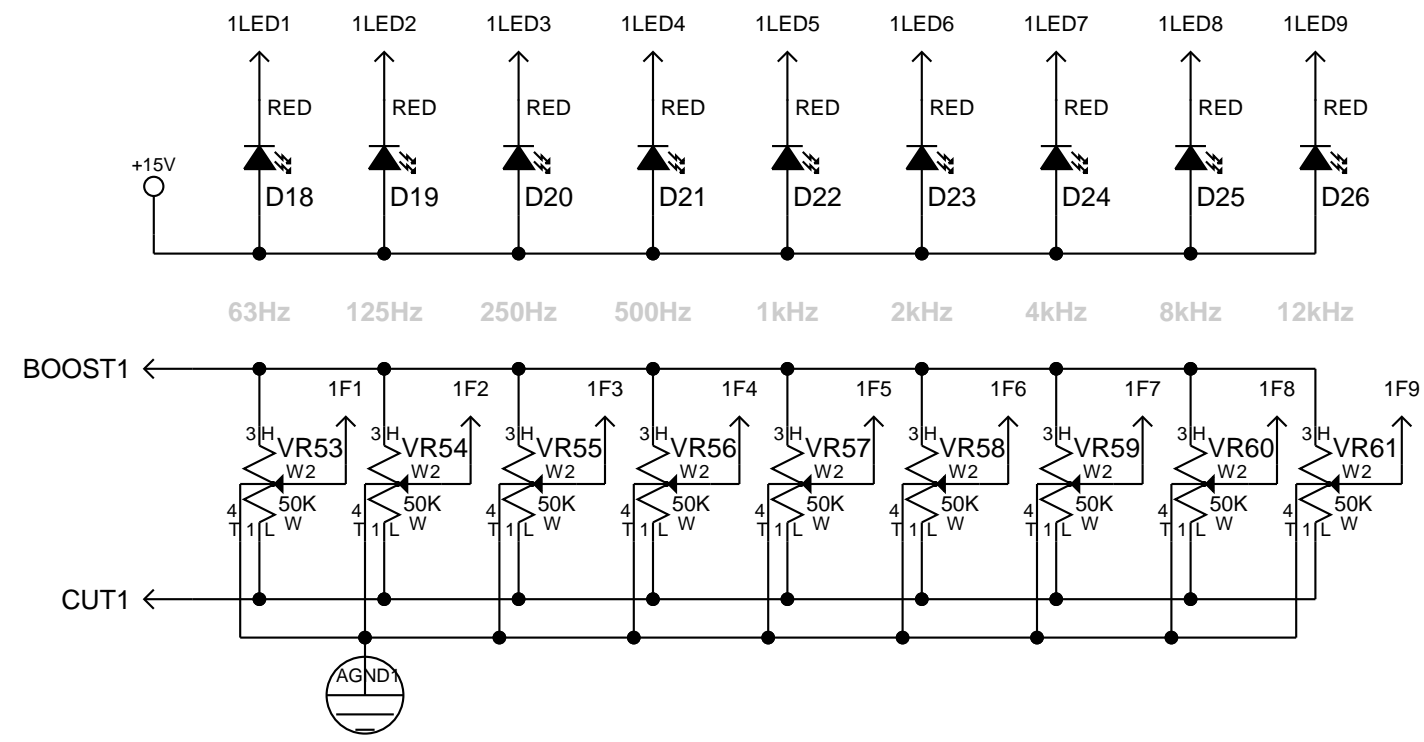 1LED1 1LED2 1LED3 1LED4 1LED5 1LED6 1LED7 1LED8 1LED9
RED RED RED RED RED RED RED RED RED
+15V
D18 D19 D20 D21 D22 D23 D24 D25 D26
63Hz 125Hz 250Hz 500Hz 1kHz 2kHz 4kHz 8kHz 12kHz
BOOST1
1F1 1F2 1F3 1F4 1F5 1F6 1F7 1F8 1F9
3 H 3 H 3 H 3 H 3 H 3 H 3 H 3 H 3 H
VR53 VR54 VR55 VR56 VR57 VR58 VR59 VR60 VR61
W2 W2 W2 W2 W2 W2 W2 W2 W2
50K 50K 50K 50K 50K 50K 50K 50K 50K
4 4 4 4 4 4 4 4 4
W W W W W W W W W
T 1 L T 1 L T 1 L T 1 L T 1 L T 1 L T 1 L T 1 L T 1 L
CUT1
AGND1